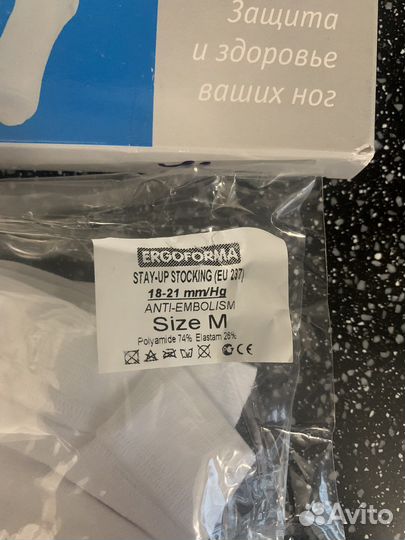 Защита
и здоровье
ваших ног
ERGOFORMA
STAY-UP STOCKING (EU 237)
18-21 mm/Hg
ANTI-EMBOLISM
Size M
Polyamide 74% Elastam 26%
CE
Avito